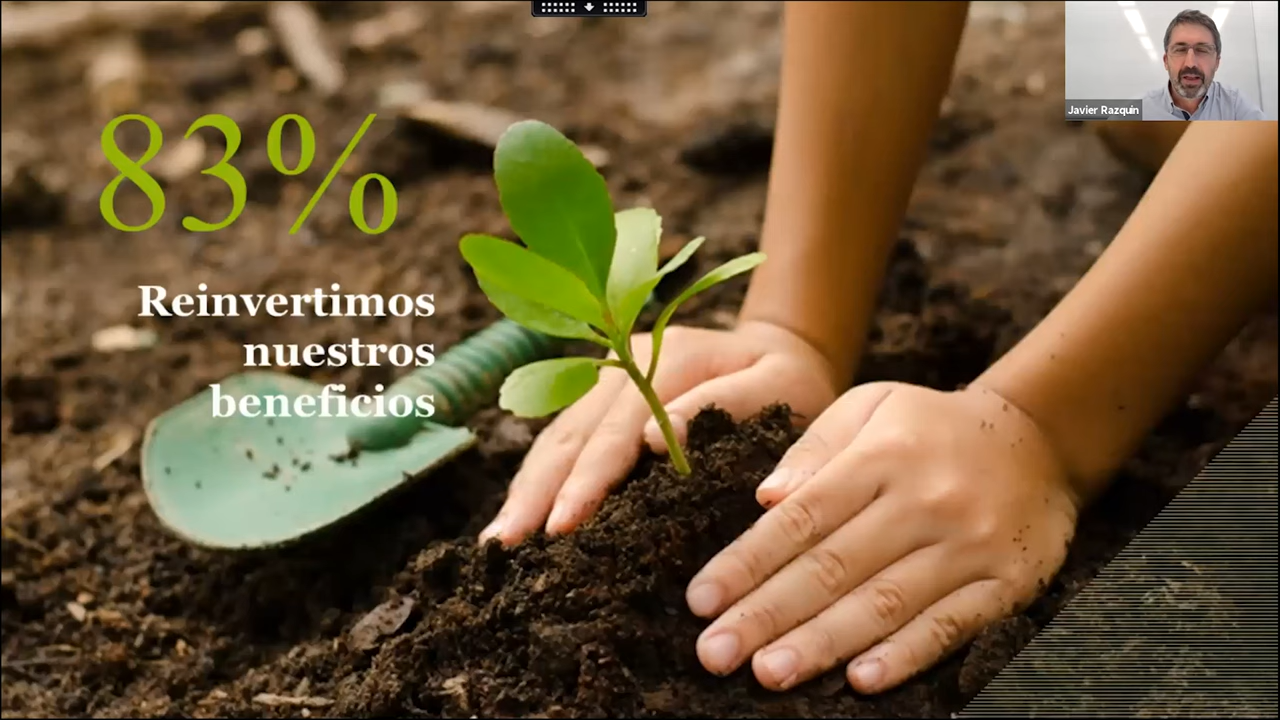 83%
Reinvertimos
nuestros
beneficios
Javier Razquin